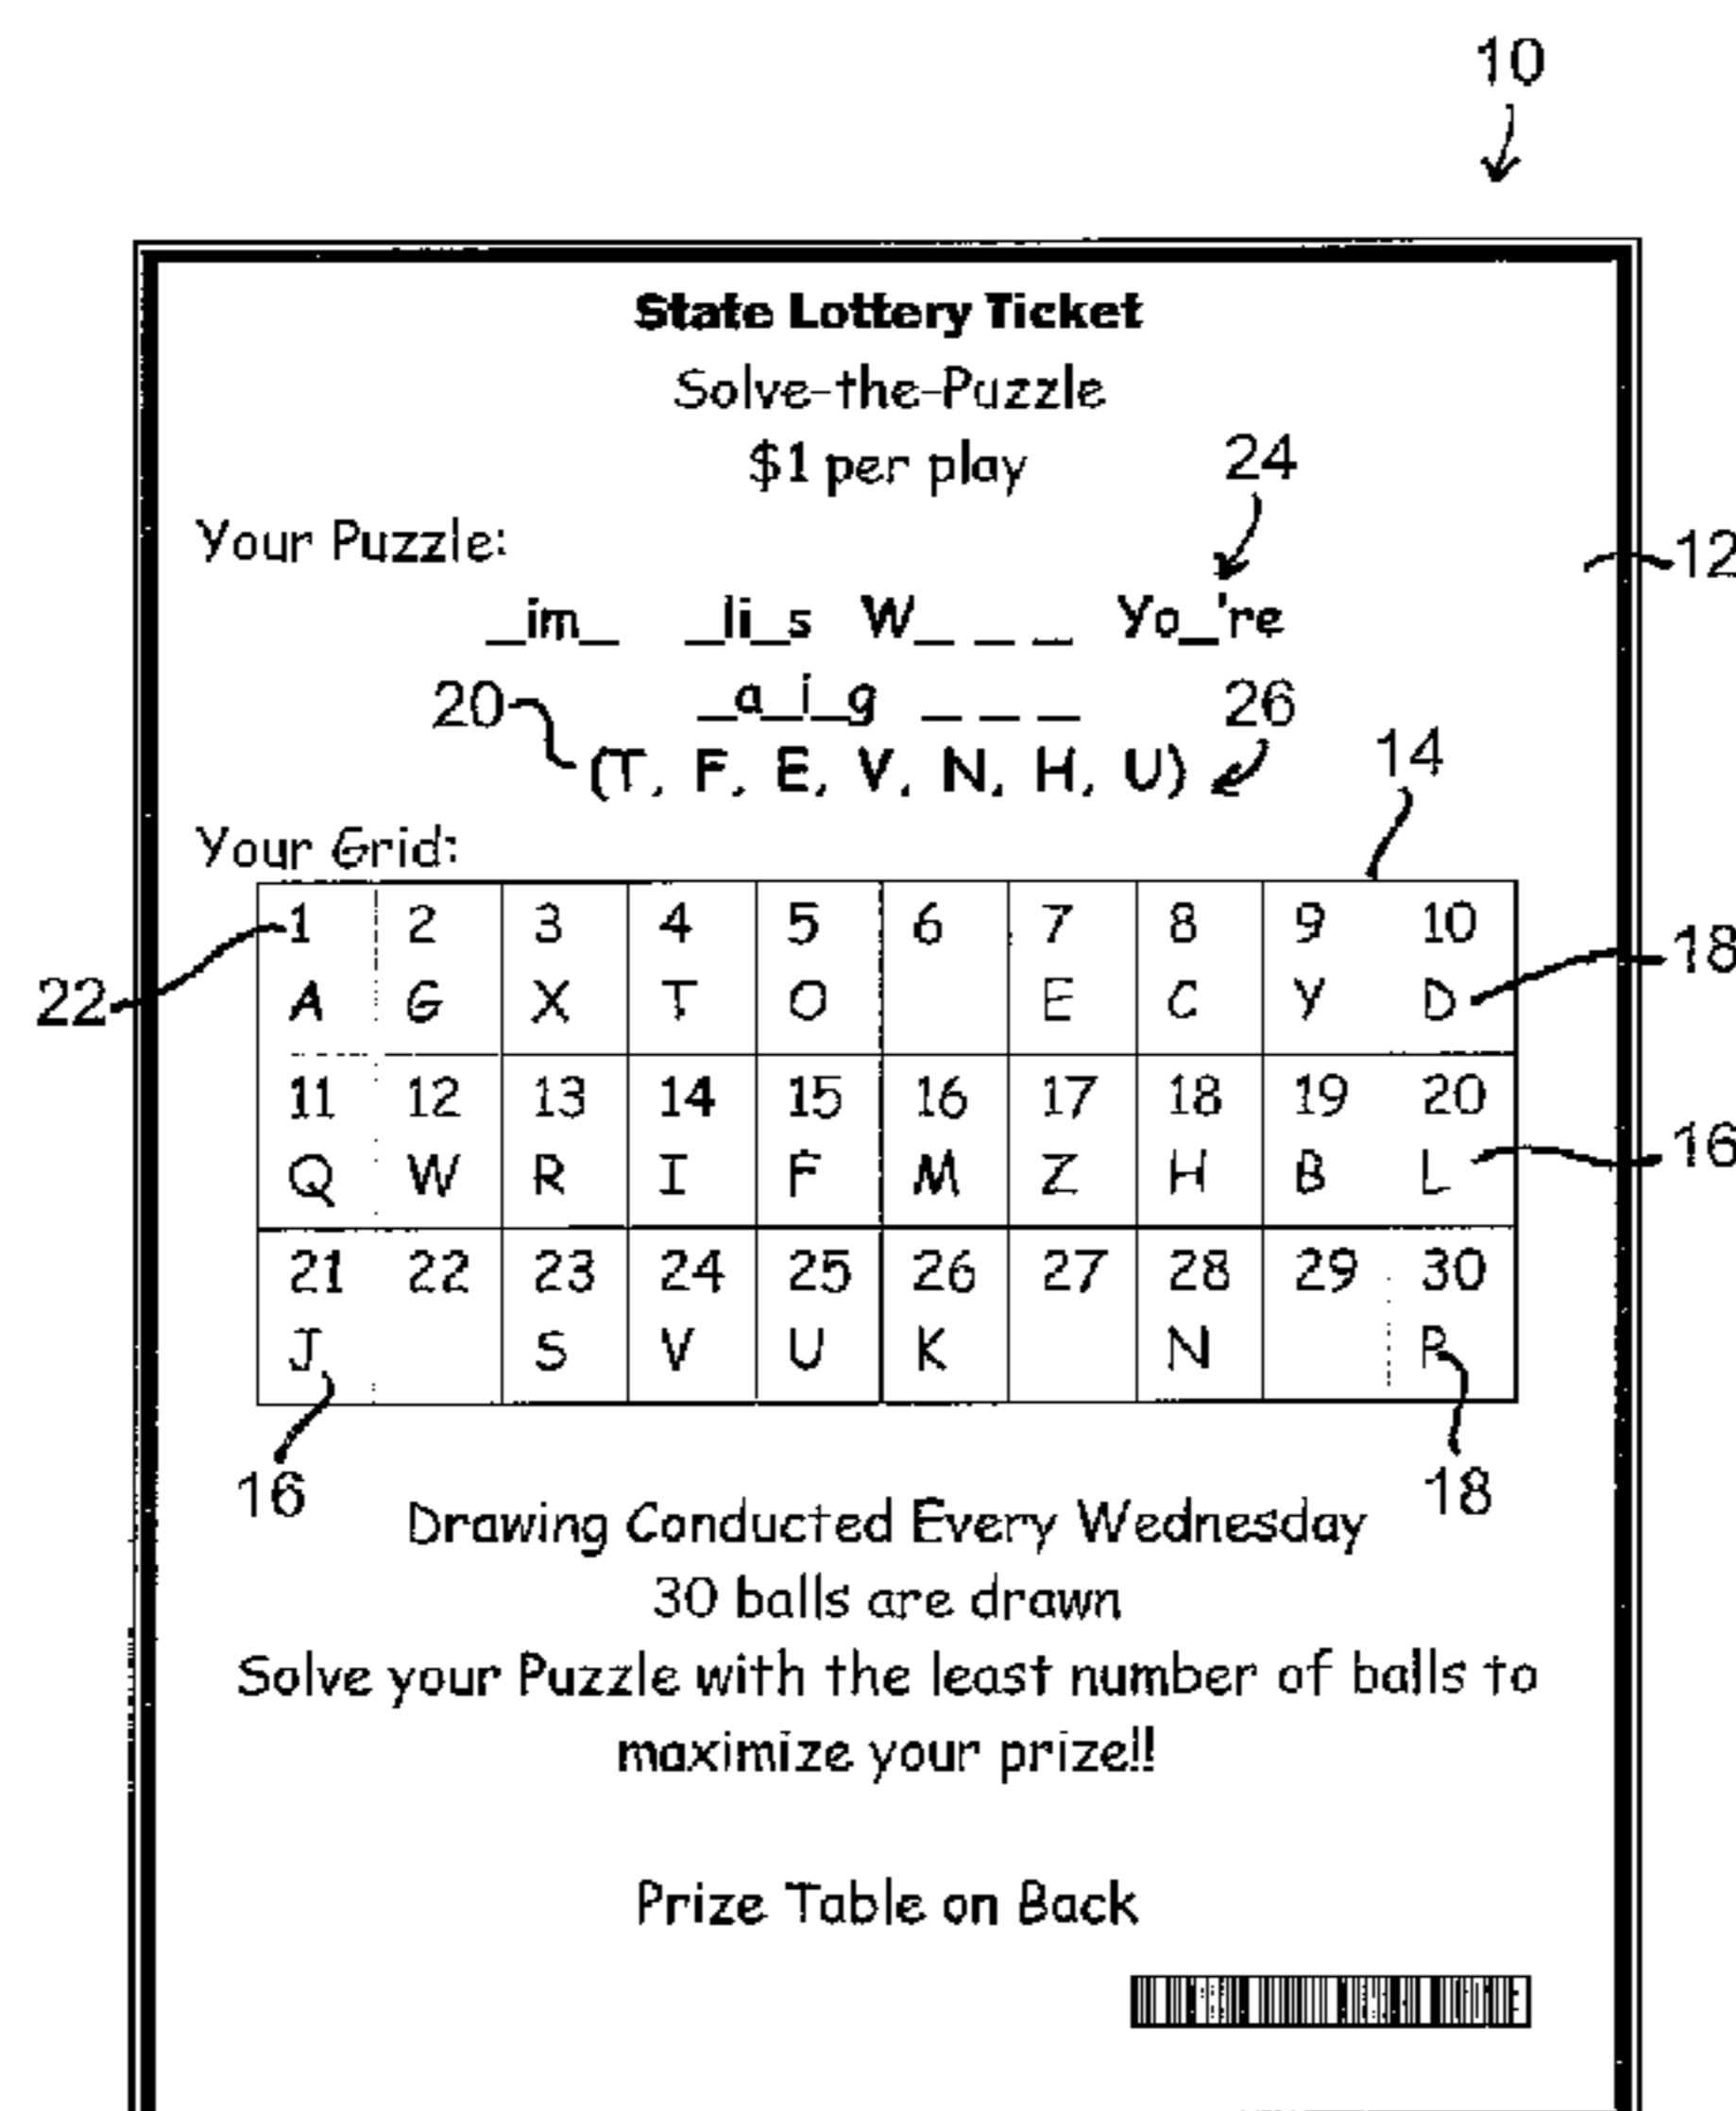 10
State Lottery Ticket
Solve-the-Puzzle
$1 per play
24
Your Puzzle:
12
_im_ _li_s W_ _ _ Yo_'re
20 _a_i_g _ _ _ 26
(T, F, E, V, N, H, U)
14
Your Grid:
1 2 3 4 5 6 7 8 9 10
18
22
A G X T O E C Y D
11 12 13 14 15 16 17 18 19 20
16
Q W R I F M Z H B L
21 22 23 24 25 26 27 28 29 30
J S V U K N P
16
18
Drawing Conducted Every Wednesday
30 balls are drawn
Solve your Puzzle with the least number of balls to
maximize your prize!!
Prize Table on Back